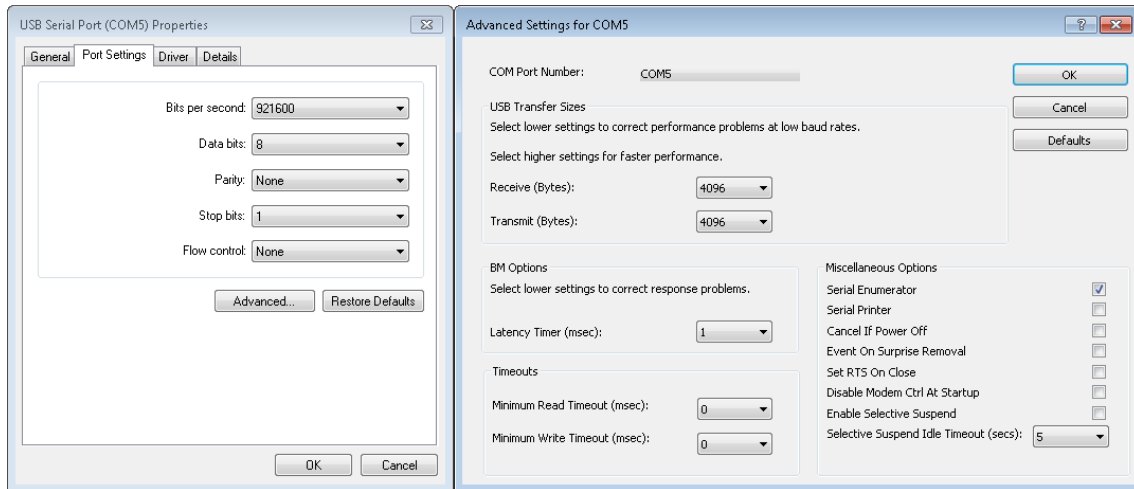 USB Serial Port (COM5) Properties
General Port Settings Driver Details
Bits per second: 921600
Data bits: 8
Parity: None
Stop bits: 1
Flow control: None
Advanced... Restore Defaults
OK Cancel
Advanced Settings for COM5
?
COM Port Number: COM5
OK
Cancel
Defaults
USB Transfer Sizes
Select lower settings to correct performance problems at low baud rates.
Select higher settings for faster performance.
Receive (Bytes): 4096
Transmit (Bytes): 4096
BM Options
Select lower settings to correct response problems.
Latency Timer (msec): 1
Timeouts
Minimum Read Timeout (msec): 0
Minimum Write Timeout (msec): 0
Miscellaneous Options
Serial Enumerator
Serial Printer
Cancel If Power Off
Event On Surprise Removal
Set RTS On Close
Disable Modem Ctrl At Startup
Enable Selective Suspend
Selective Suspend Idle Timeout (secs): 5